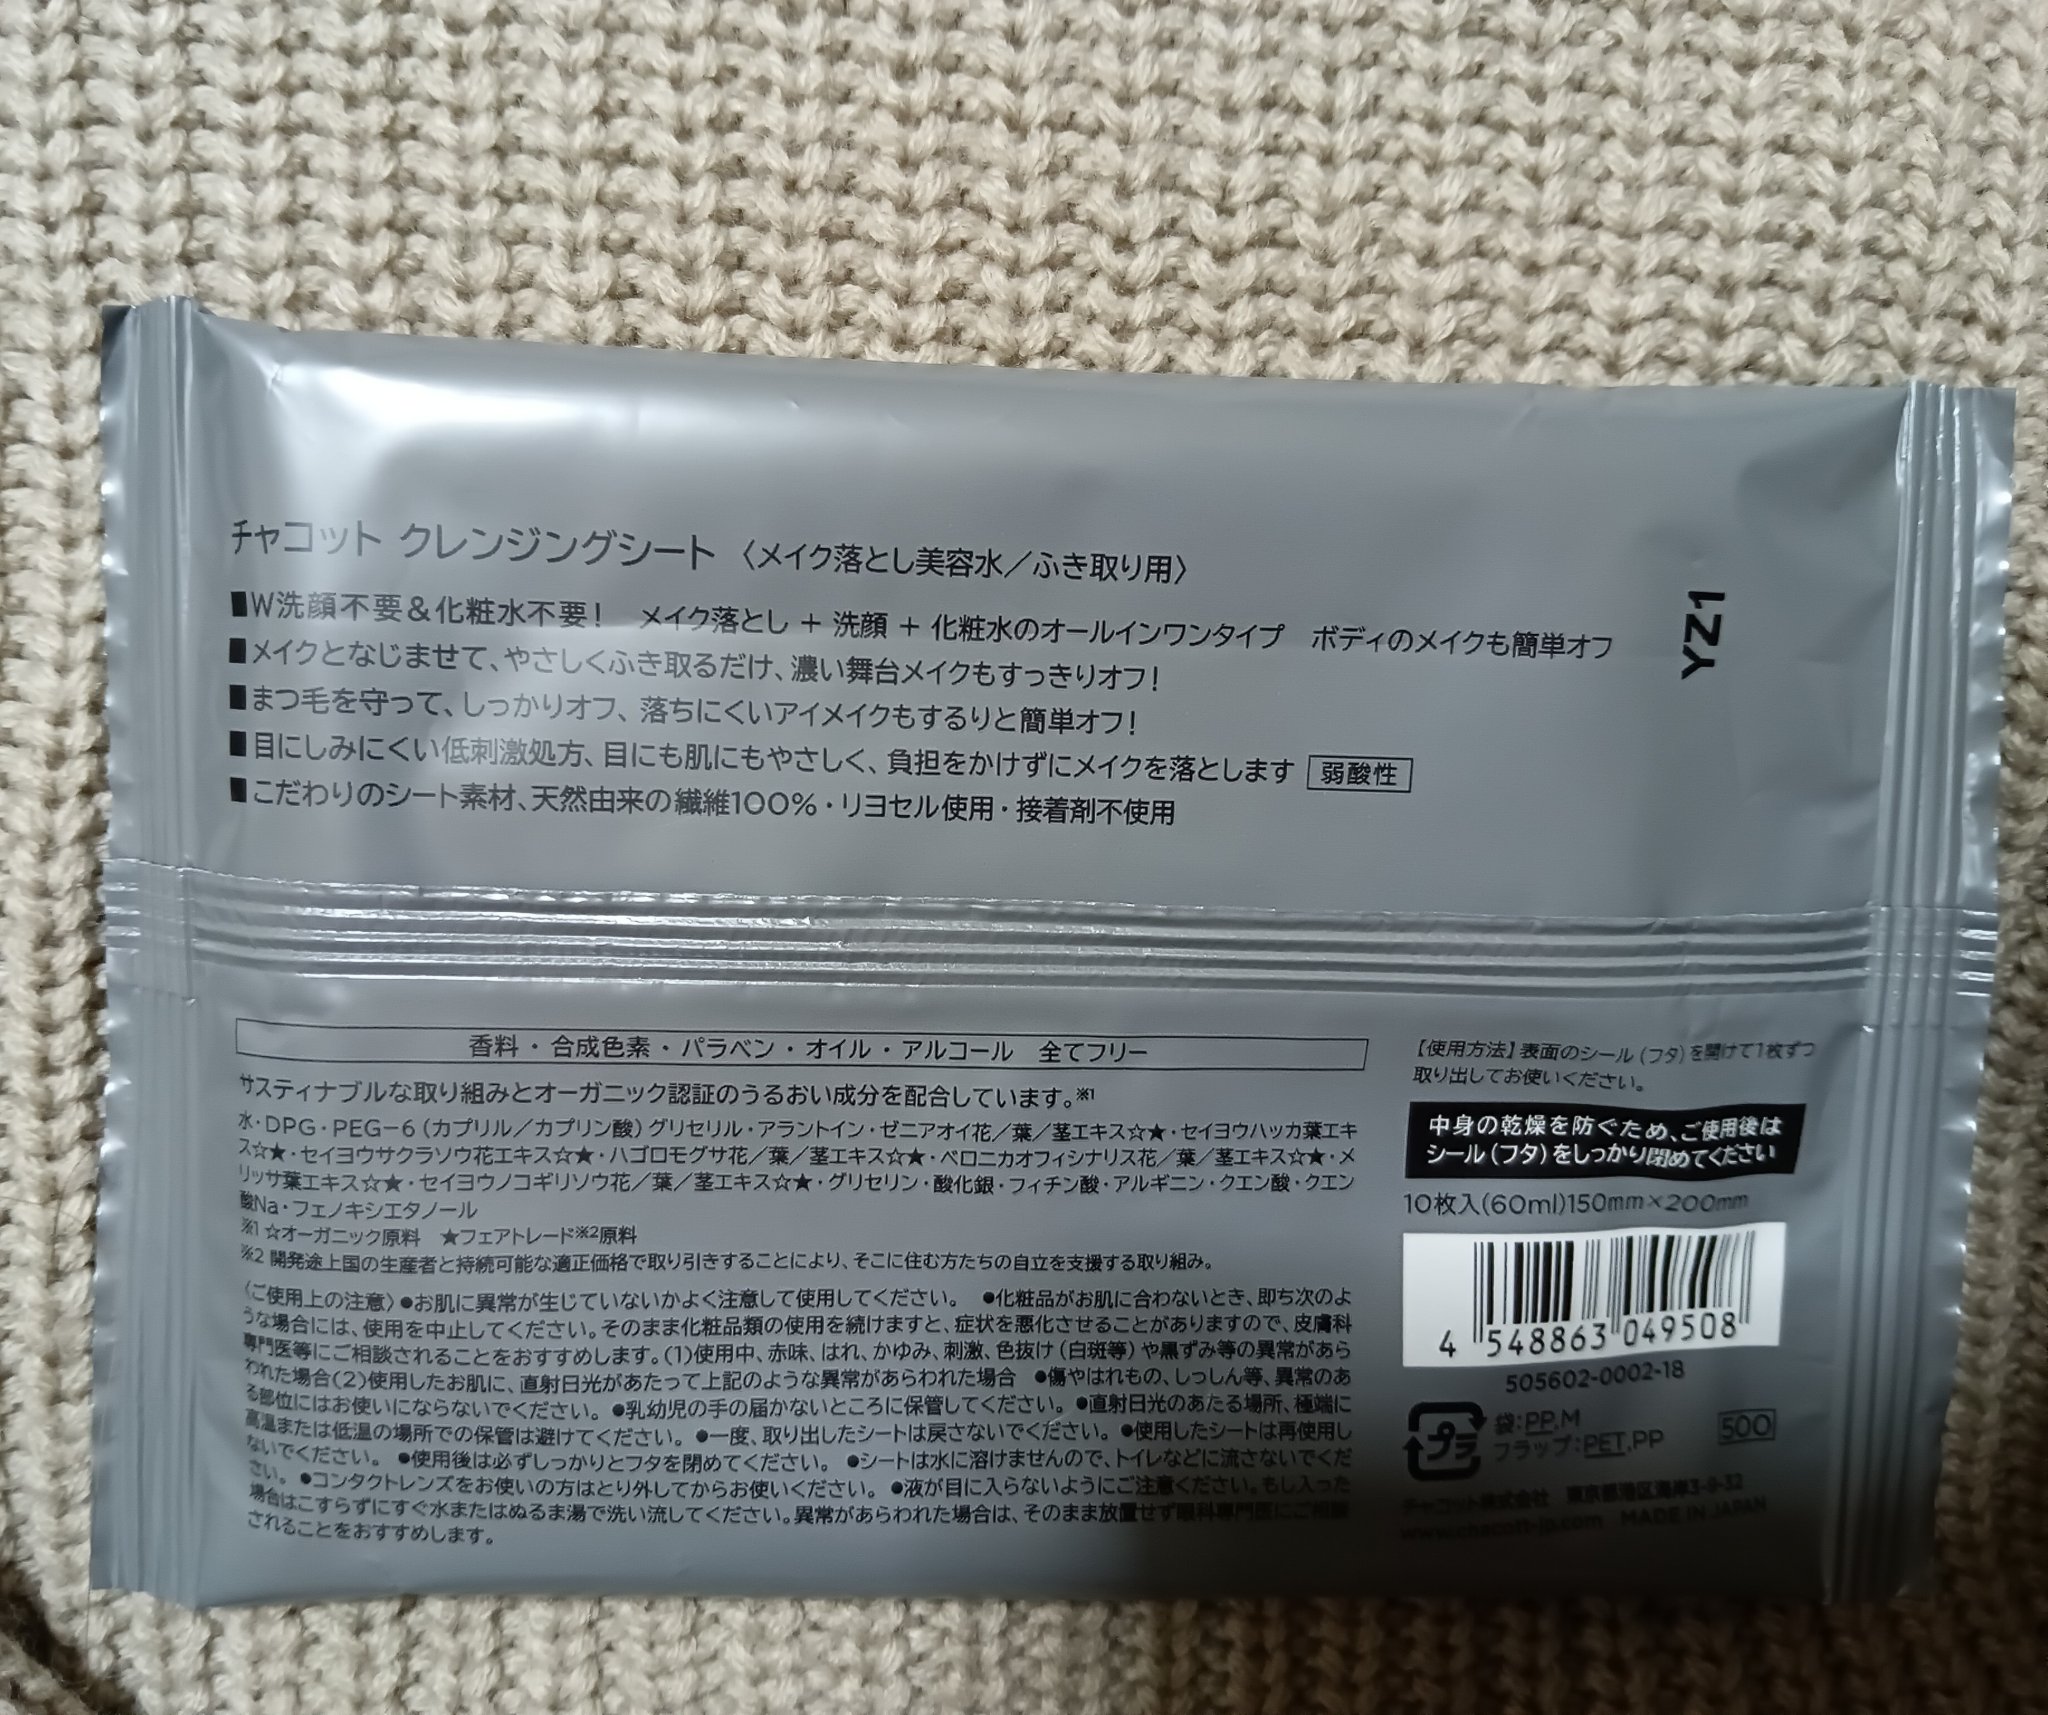 チャコット クレンジングシート 〈メイク落とし美容水／ふき取り用〉
■W洗顔不要＆化粧水不要！ メイク落とし + 洗顔 + 化粧水のオールインワンタイプ ボディのメイクも簡単オフ
■メイクとなじませて、やさしくふき取るだけ、濃い舞台メイクもすっきりオフ！
■まつ毛を守って、しっかりオフ、落ちにくいアイメイクもするりと簡単オフ！
■目にしみにくい低刺激処方、目にも肌にもやさしく、負担をかけずにメイクを落とします 弱酸性
■こだわりのシート素材、天然由来の繊維100%・リヨセル使用・接着剤不使用
YZ1
香料・合成色素・パラベン・オイル・アルコール 全てフリー
サスティナブルな取り組みとオーガニック認証のうるおい成分を配合しています。※1
水・DPG・PEG－6（カプリル／カプリン酸）グリセリル・アラントイン・ゼニアオイ花／葉／茎エキス☆★・セイヨウハッカ葉エキ
ス☆★・セイヨウサクラソウ花エキス☆★・ハゴロモグサ花／葉／茎エキス☆★・ベロニカオフィシナリス花／葉／茎エキス☆★・メ
リッサ葉エキス☆★・セイヨウノコギリソウ花／葉／茎エキス☆★・グリセリン・酸化銀・フィチン酸・アルギニン・クエン酸・クエン
酸Na・フェノキシエタノール
※1 ☆オーガニック原料 ★フェアトレード※2原料
※2 開発途上国の生産者と持続可能な適正価格で取り引きすることにより、そこに住む方たちの自立を支援する取り組み。
〈ご使用上の注意〉●お肌に異常が生じていないかよく注意して使用してください。 ●化粧品がお肌に合わないとき、即ち次のよ
うな場合には、使用を中止してください。そのまま化粧品類の使用を続けますと、症状を悪化させることがありますので、皮膚科
専門医等にご相談されることをおすすめします。(1)使用中、赤味、はれ、かゆみ、刺激、色抜け（白斑等）や黒ずみ等の異常があら
われた場合(2)使用したお肌に、直射日光があたって上記のような異常があらわれた場合 ●傷やはれもの、しっしん等、異常のあ
る部位にはお使いにならないでください。 ●乳幼児の手の届かないところに保管してください。 ●直射日光のあたる場所、極端に
高温または低温の場所での保管は避けてください。 ●一度、取り出したシートは戻さないでください。 ●使用したシートは再使用し
ないでください。 ●使用後は必ずしっかりとフタを閉めてください。 ●シートは水に溶けませんので、トイレなどに流さないでくだ
さい。 ●コンタクトレンズをお使いの方はとり外してからお使いください。 ●液が目に入らないようにご注意ください。もし入った
場合はこすらずにすぐ水またはぬるま湯で洗い流してください。異常があらわれた場合は、そのまま放置せず眼科専門医にご相談
されることをおすすめします。
【使用方法】表面のシール（フタ）を開けて1枚ずつ
取り出してお使いください。
中身の乾燥を防ぐため、ご使用後は
シール（フタ）をしっかり閉めてください
10枚入(60ml)150mm×200mm
4 548863 049508
505602-0002-18
プラ 袋：PP,M
フラップ：PET,PP 500
チャコット株式会社 東京都港区海岸3-9-32
www.chacott-jp.com MADE IN JAPAN